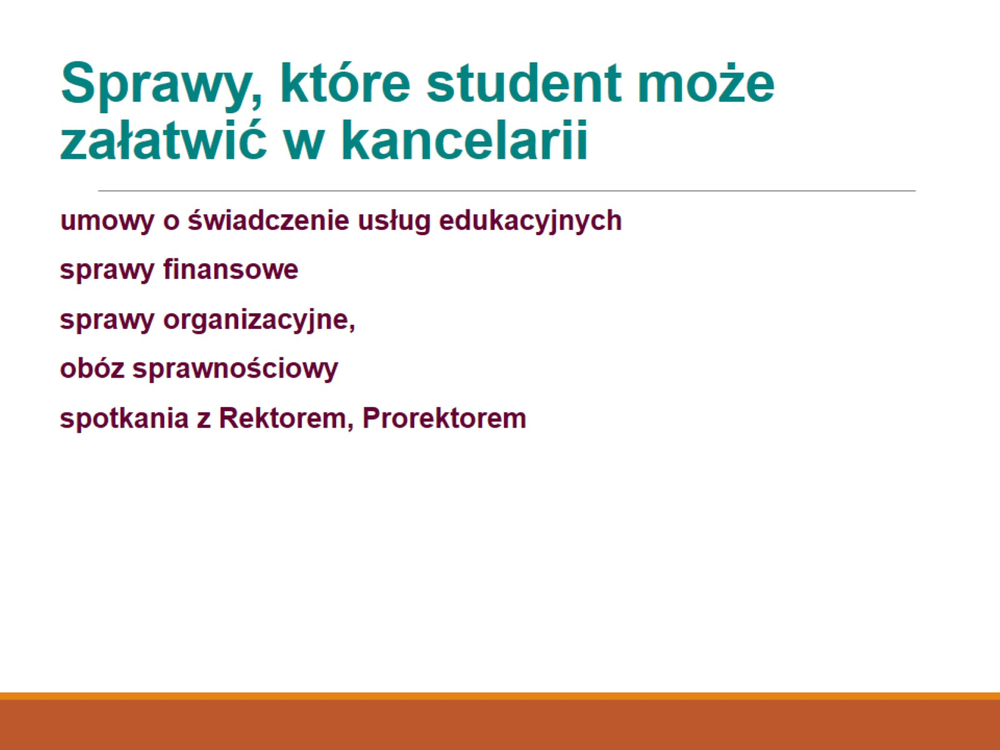 Sprawy, które student może
załatwić w kancelarii
umowy o świadczenie usług edukacyjnych
sprawy finansowe
sprawy organizacyjne,
obóz sprawnościowy
spotkania z Rektorem, Prorektorem